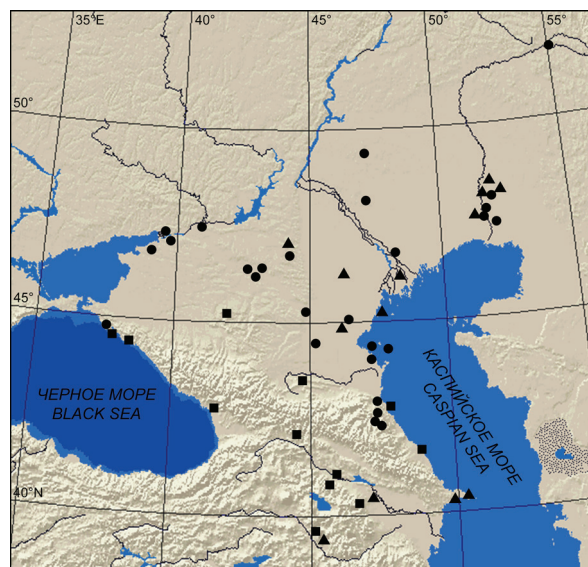 35°E
40°
45°
50°
55°
50°
45°
40°N
ЧЕРНОЕ МОРЕ
BLACK SEA
КАСПИЙСКОЕ МОРЕ
CASPIAN SEA